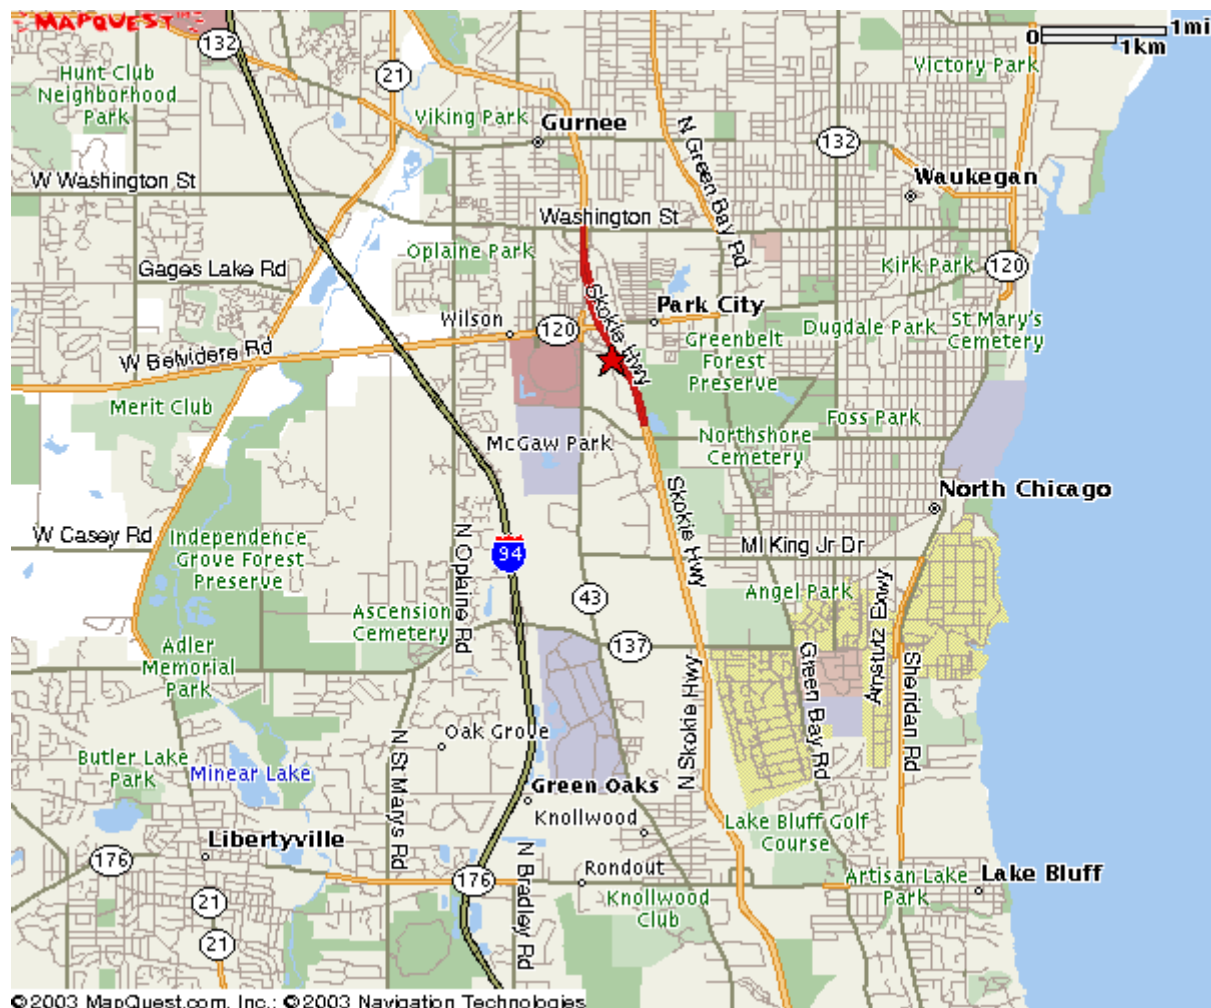 MAPQUEST
132
21
0
1mi
1km
Hunt Club
Neighborhood
Park
Victory Park
Viking Park
Gurnee
N Green Bay Rd
132
W Washington St
Waukegan
Washington St
Oplaine Park
Gages Lake Rd
Kirk Park
120
Skokie Hwy
Park City
Wilson
120
Dugdale Park
St Mary's
Cemetery
Greenbelt
Forest
Preserve
W Belvidere Rd
Merit Club
Foss Park
McGaw Park
Northshore
Cemetery
North Chicago
Skokie Hwy
W Casey Rd
Independence
Grove Forest
Preserve
N Oplaine Rd
94
Ml King Jr Dr
Angel Park
Amstutz Exwy
43
Ascension
Cemetery
137
Adler
Memorial
Park
N Skokie Hwy
Green Bay Rd
Sheridan Rd
Oak Grove
N St Marys Rd
Butler Lake
Park
Minear Lake
Green Oaks
Knollwood
Lake Bluff Golf
Course
Libertyville
176
N Bradley Rd
Rondout
176
Artisan Lake
Park
Lake Bluff
Knollwood
Club
21
21
©2003 MapQuest.com, Inc.; ©2003 Navigation Technologies